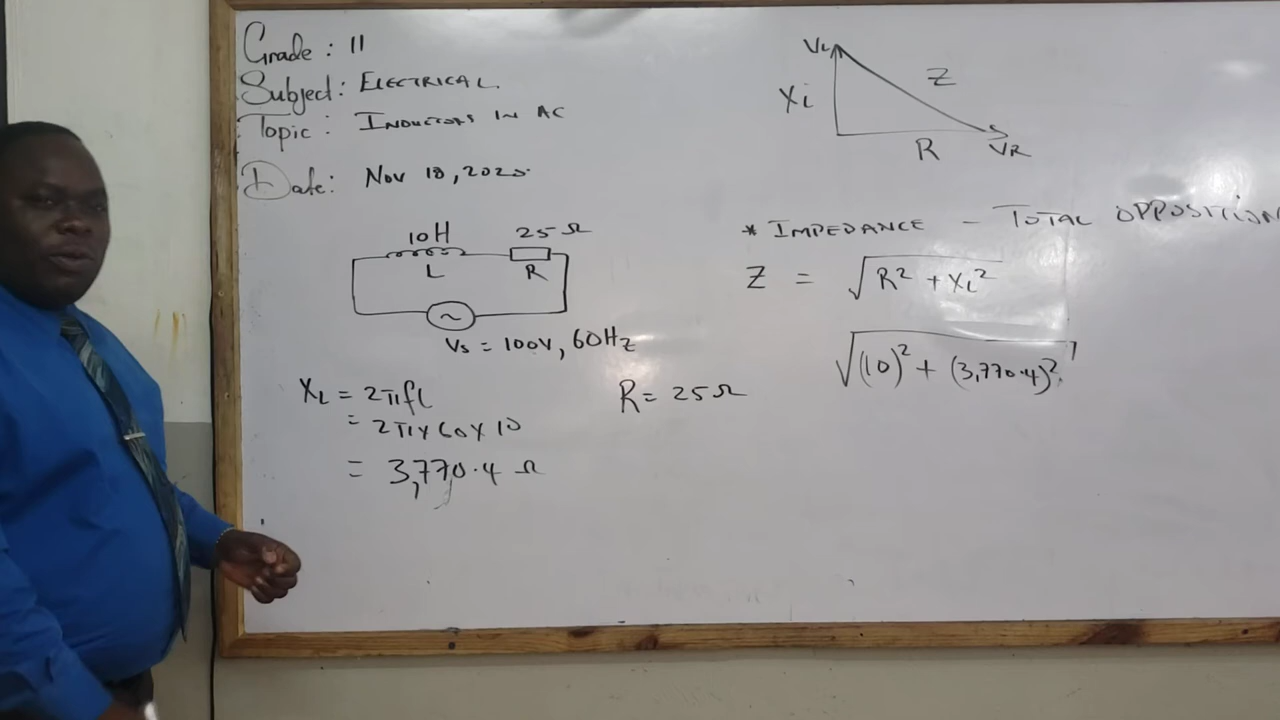 Grade : 11
Subject: ELECTRICAL.
Topic : INDUCTORS IN AC
Date: Nov 18, 2020.
10H 25 Ω
L R
~
Vs = 100V, 60Hz
XL = 2πfL
= 2π×60×10
= 3,770.4 Ω
R = 25Ω
VL
Z
XL
R VR
* IMPEDANCE - TOTAL OPPOSITION
Z = √R² + XL²
√(10)² + (3,770.4)²